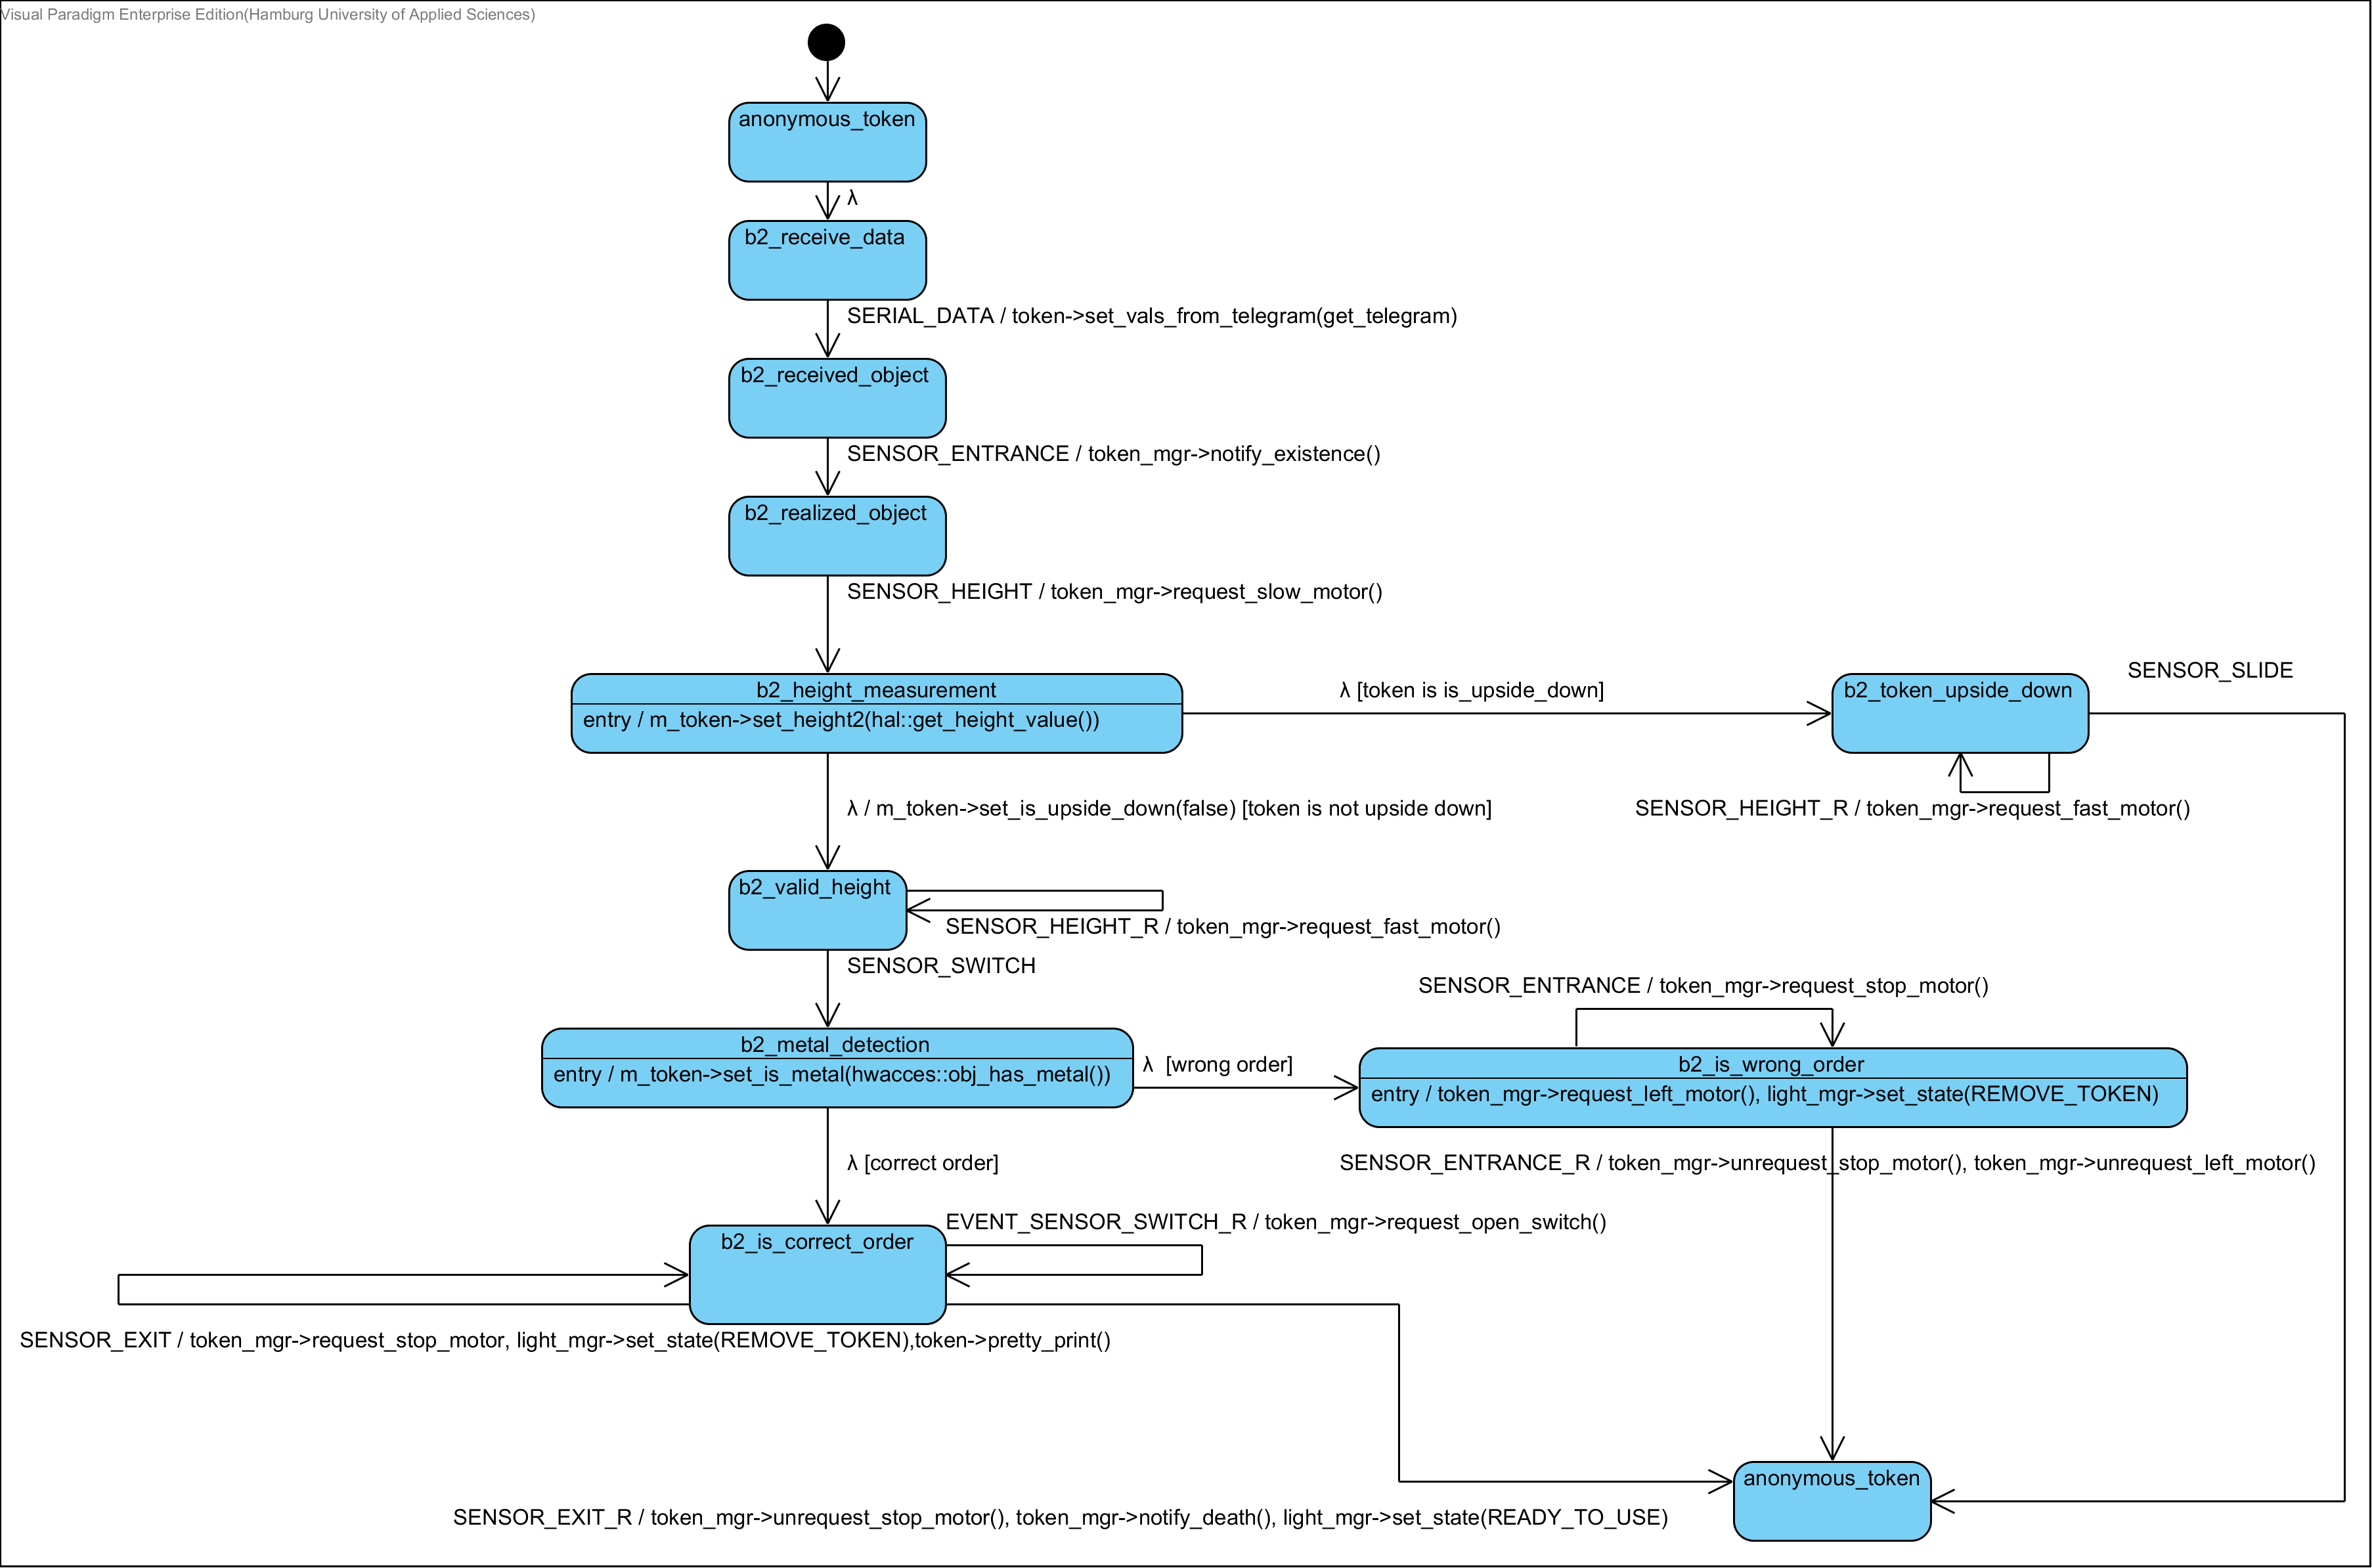 Visual Paradigm Enterprise Edition(Hamburg University of Applied Sciences)
anonymous_token
λ
b2_receive_data
SERIAL_DATA / token->set_vals_from_telegram(get_telegram)
b2_received_object
SENSOR_ENTRANCE / token_mgr->notify_existence()
b2_realized_object
SENSOR_HEIGHT / token_mgr->request_slow_motor()
b2_height_measurement
entry / m_token->set_height2(hal::get_height_value())
λ [token is is_upside_down]
b2_token_upside_down
SENSOR_SLIDE
SENSOR_HEIGHT_R / token_mgr->request_fast_motor()
λ / m_token->set_is_upside_down(false) [token is not upside down]
b2_valid_height
SENSOR_HEIGHT_R / token_mgr->request_fast_motor()
SENSOR_SWITCH
SENSOR_ENTRANCE / token_mgr->request_stop_motor()
b2_metal_detection
entry / m_token->set_is_metal(hwacces::obj_has_metal())
λ  [wrong order]
b2_is_wrong_order
entry / token_mgr->request_left_motor(), light_mgr->set_state(REMOVE_TOKEN)
λ [correct order]
SENSOR_ENTRANCE_R / token_mgr->unrequest_stop_motor(), token_mgr->unrequest_left_motor()
EVENT_SENSOR_SWITCH_R / token_mgr->request_open_switch()
b2_is_correct_order
SENSOR_EXIT / token_mgr->request_stop_motor, light_mgr->set_state(REMOVE_TOKEN),token->pretty_print()
anonymous_token
SENSOR_EXIT_R / token_mgr->unrequest_stop_motor(), token_mgr->notify_death(), light_mgr->set_state(READY_TO_USE)